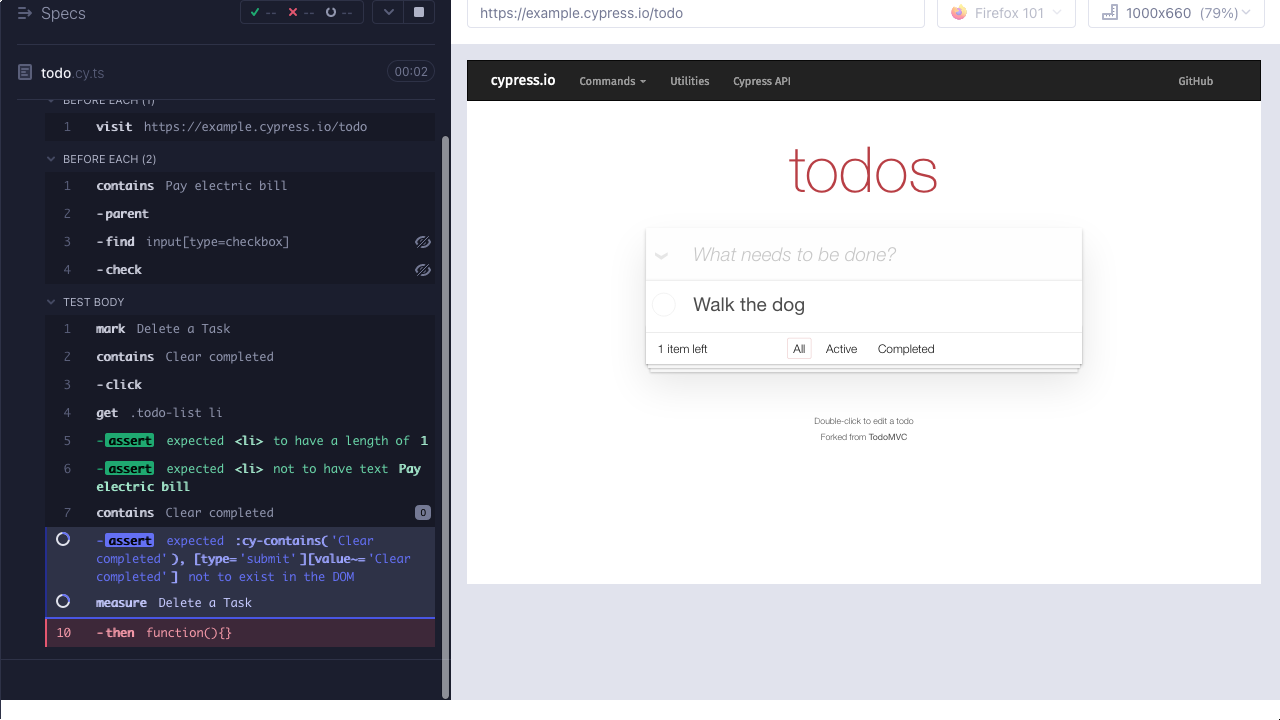 Specs
-- -- --
todo.cy.ts
00:02
BEFORE EACH (1)
1 visit https://example.cypress.io/todo
BEFORE EACH (2)
1 contains Pay electric bill
2 -parent
3 -find input[type=checkbox]
4 -check
TEST BODY
1 mark Delete a Task
2 contains Clear completed
3 -click
4 get .todo-list li
5 -assert expected <li> to have a length of 1
6 -assert expected <li> not to have text Pay
electric bill
7 contains Clear completed 0
-assert expected :cy-contains('Clear
completed'), [type='submit'][value~='Clear
completed'] not to exist in the DOM
measure Delete a Task
10 -then function(){}
https://example.cypress.io/todo
Firefox 101
1000x660 (79%)
cypress.io Commands Utilities Cypress API GitHub
todos
What needs to be done?
Walk the dog
1 item left All Active Completed
Double-click to edit a todo
Forked from TodoMVC